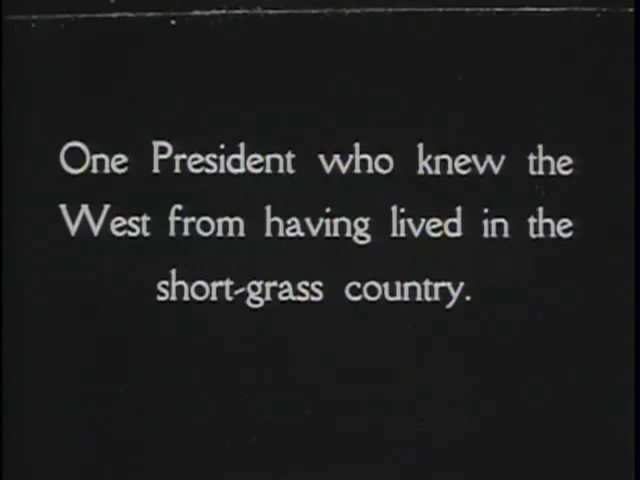 One President who knew the
West from having lived in the
short-grass country.